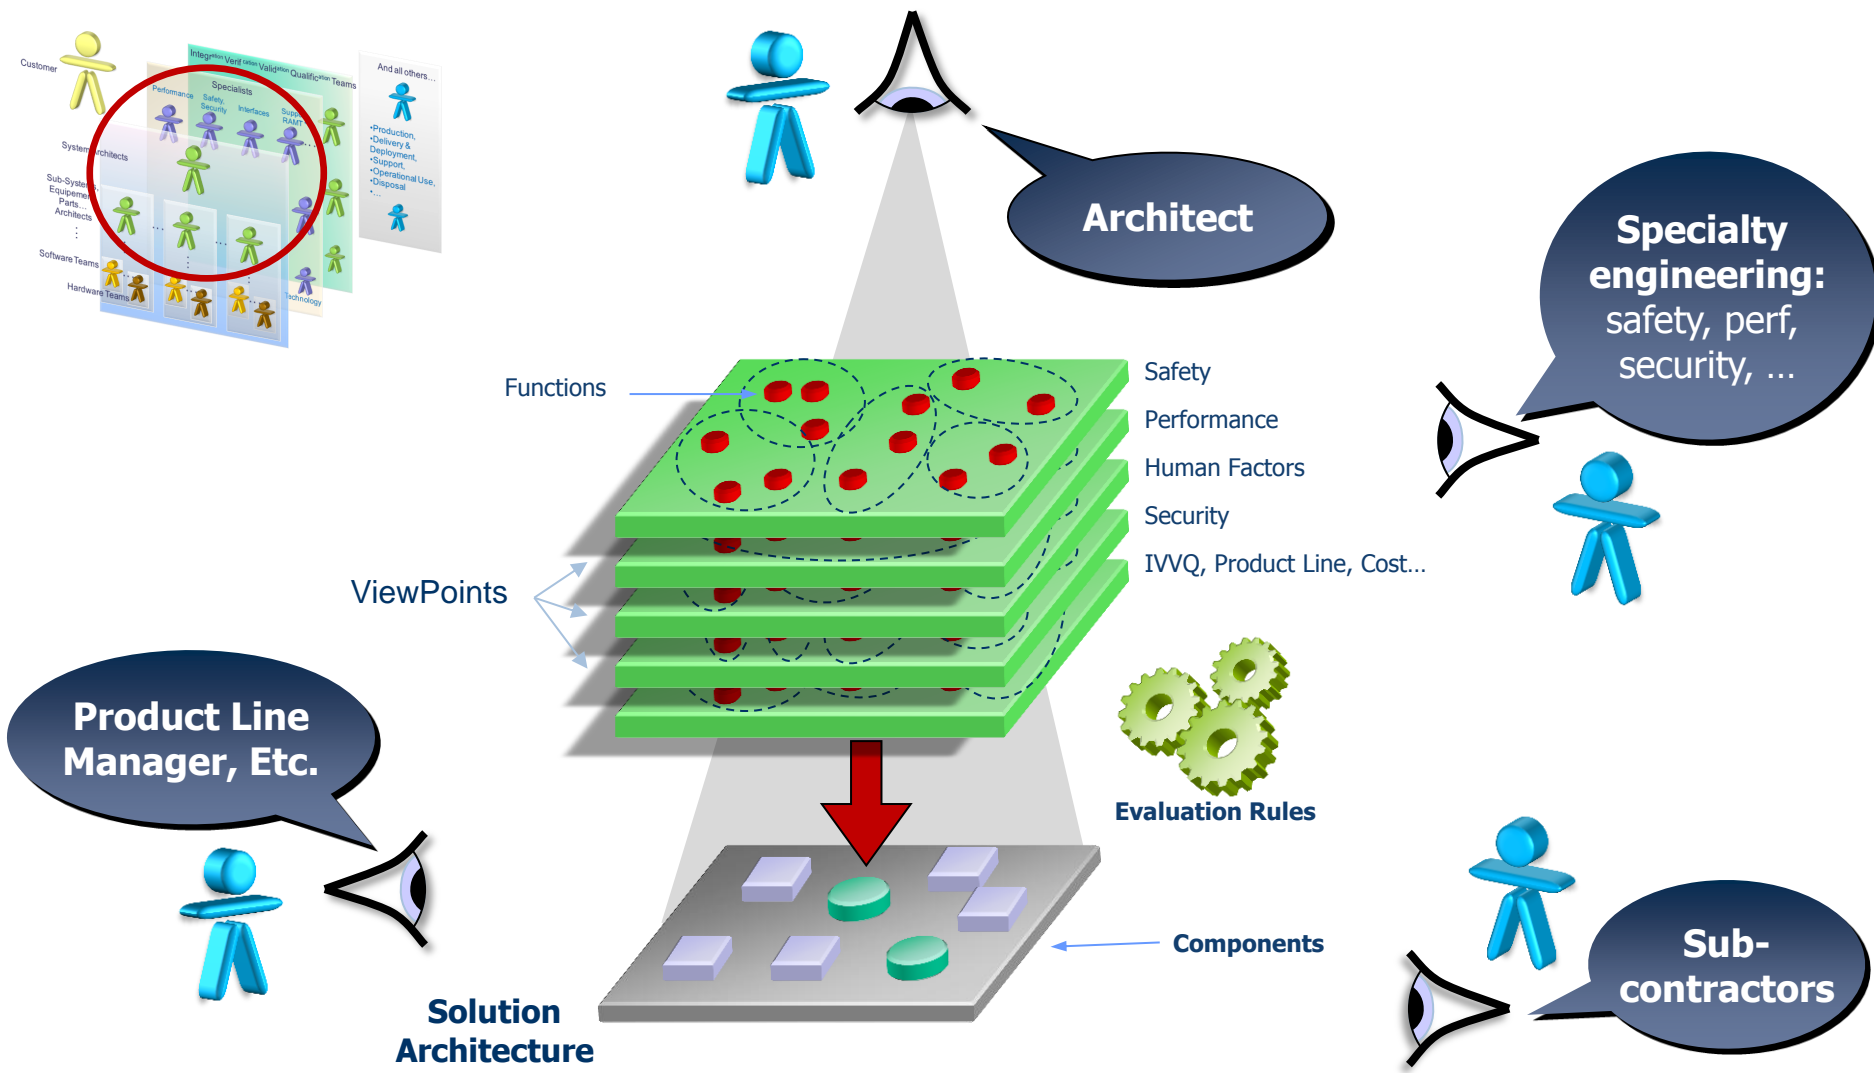 Customer
Integration Verification Validation Qualification Teams
Specialists
Performance
Safety,
Security
Interfaces
RAMT
System Architects
Sub-Systems,
Parts...
Architects
Software Teams
Hardware Teams
Technology
And all others...
•Production,
•Delivery &
Deployment,
•Support,
•Operational Use,
•Disposal
•...
Architect
Specialty
engineering:
safety, perf,
security, ...
Functions
Safety
Performance
Human Factors
Security
IVVQ, Product Line, Cost...
ViewPoints
Product Line
Manager, Etc.
Evaluation Rules
Components
Solution
Architecture
Sub-
contractors